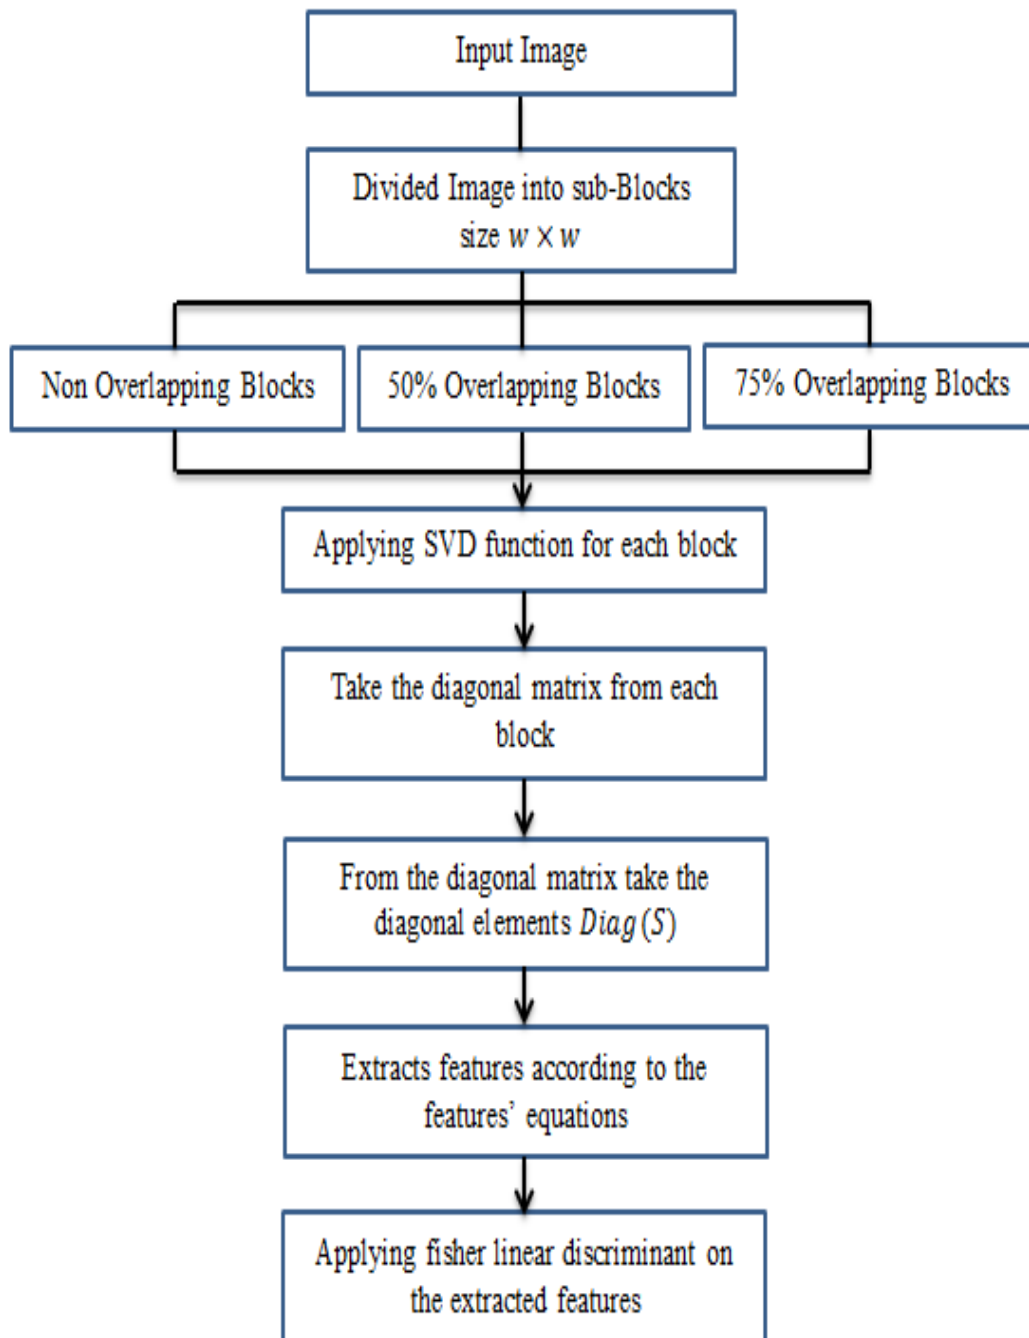 Input Image
Divided Image into sub-Blocks
size w × w
Non Overlapping Blocks
50% Overlapping Blocks
75% Overlapping Blocks
Applying SVD function for each block
Take the diagonal matrix from each
block
From the diagonal matrix take the
diagonal elements Diag(S)
Extracts features according to the
features’ equations
Applying fisher linear discriminant on
the extracted features